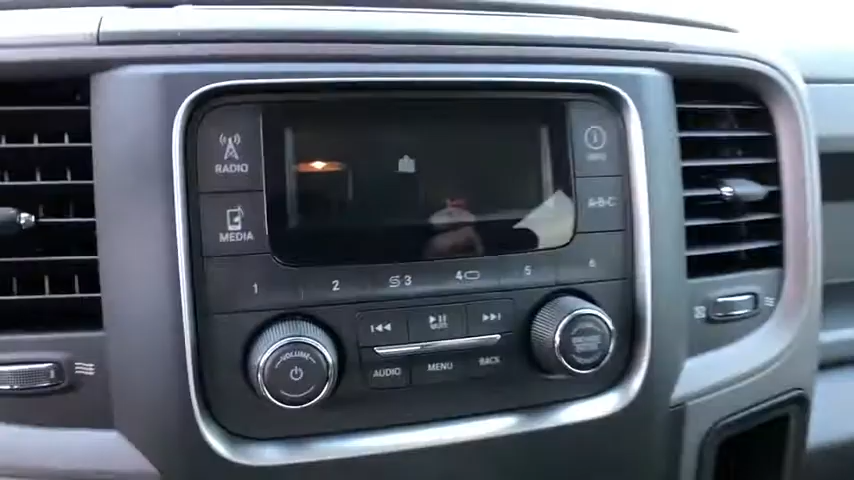 RADIO
INFO
MEDIA
A-B-C
1 2 3 4 5 6
MUTE
VOLUME
AUDIO MENU BACK